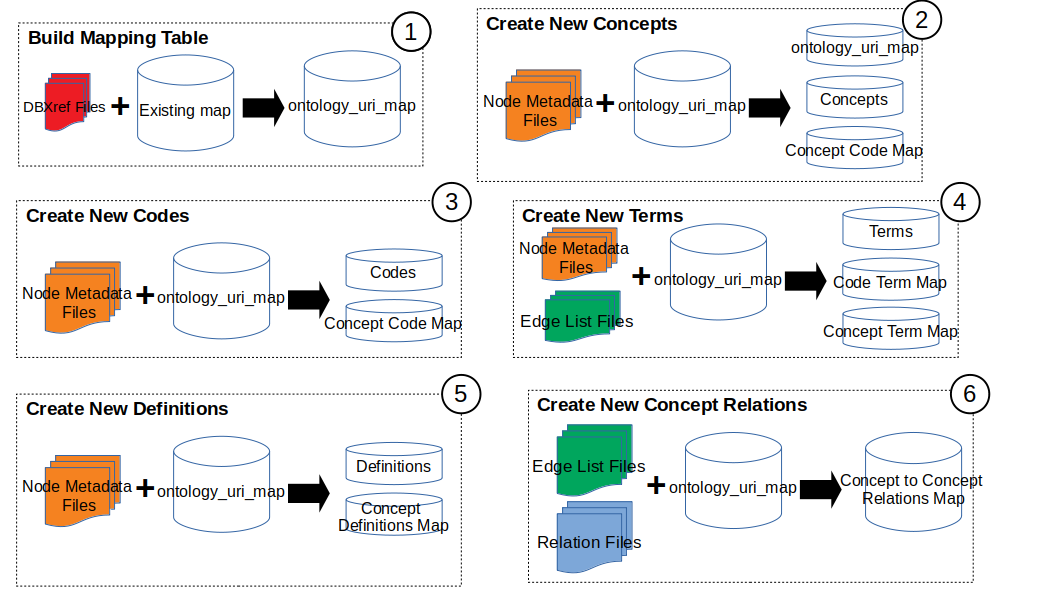 Build Mapping Table
1
DBXref Files
+
Existing map
ontology_uri_map
Create New Concepts
2
Node Metadata
Files
+
ontology_uri_map
ontology_uri_map
Concepts
Concept Code Map
Create New Codes
3
Node Metadata
Files
+
ontology_uri_map
Codes
Concept Code Map
Create New Terms
4
Node Metadata
Files
Edge List Files
+
ontology_uri_map
Terms
Code Term Map
Concept Term Map
Create New Definitions
5
Node Metadata
Files
+
ontology_uri_map
Definitions
Concept
Definitions Map
Create New Concept Relations
6
Edge List Files
Relation Files
+
ontology_uri_map
Concept to Concept
Relations Map